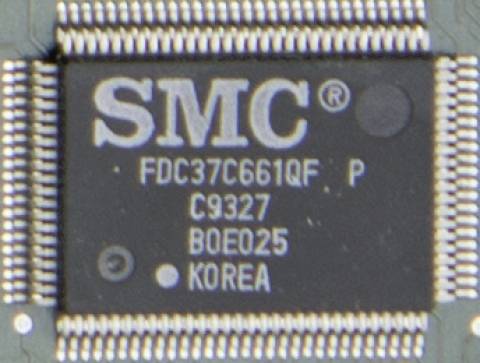 SMC®
FDC37C661QF P
C9327
B0E025
KOREA